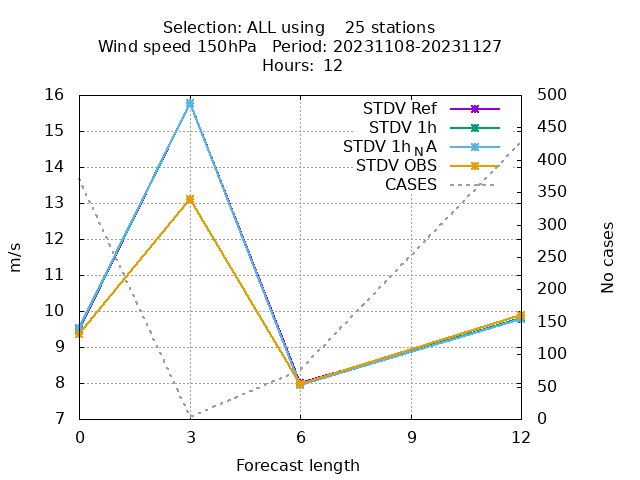 Selection: ALL using 25 stations
Wind speed 150hPa Period: 20231108-20231127
Hours: 12
STDV Ref
STDV 1h
STDV 1h_NA
STDV OBS
CASES
m/s
16
15
14
13
12
11
10
9
8
7
500
450
400
350
300
250
200
150
100
50
0
No cases
0 3 6 9 12
Forecast length